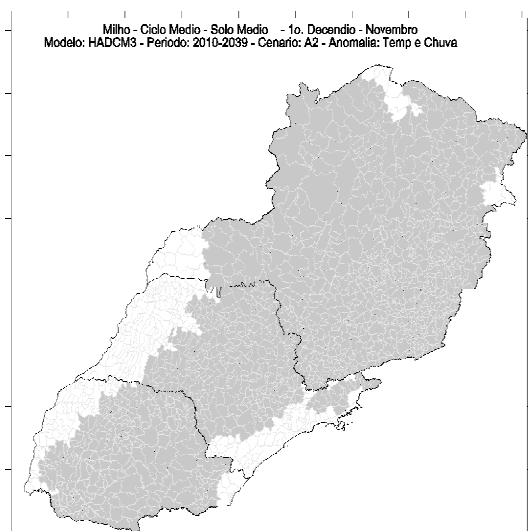 Milho - Ciclo Medio - Solo Medio - 1o. Decendio - Novembro
Modelo: HADCM3 - Periodo: 2010-2039 - Cenario: A2 - Anomalia: Temp e Chuva